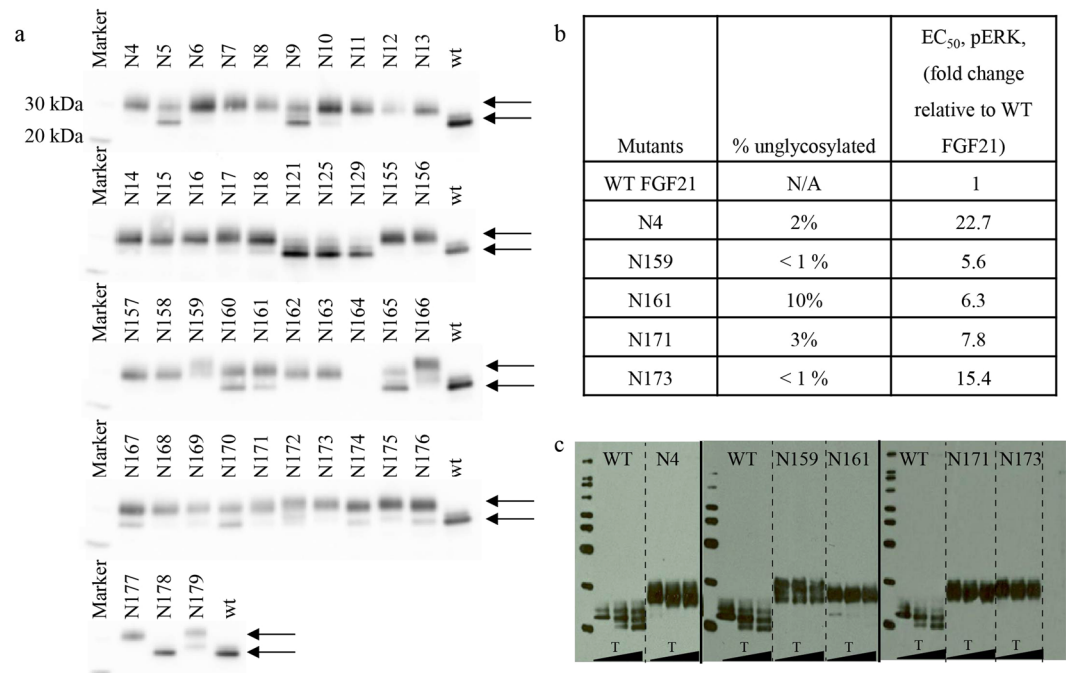 a
Marker N4 N5 N6 N7 N8 N9 N10 N11 N12 N13 wt
30 kDa
20 kDa
Marker N14 N15 N16 N17 N18 N121 N125 N129 N155 N156 wt
Marker N157 N158 N159 N160 N161 N162 N163 N164 N165 N166 wt
Marker N167 N168 N169 N170 N171 N172 N173 N174 N175 N176 wt
Marker N177 N178 N179 wt
b
EC50, pERK,
(fold change
relative to WT
Mutants % unglycosylated FGF21)
WT FGF21 N/A 1
N4 2% 22.7
N159 < 1 % 5.6
N161 10% 6.3
N171 3% 7.8
N173 < 1 % 15.4
c
WT N4 WT N159 N161 WT N171 N173
T T T T T T T T